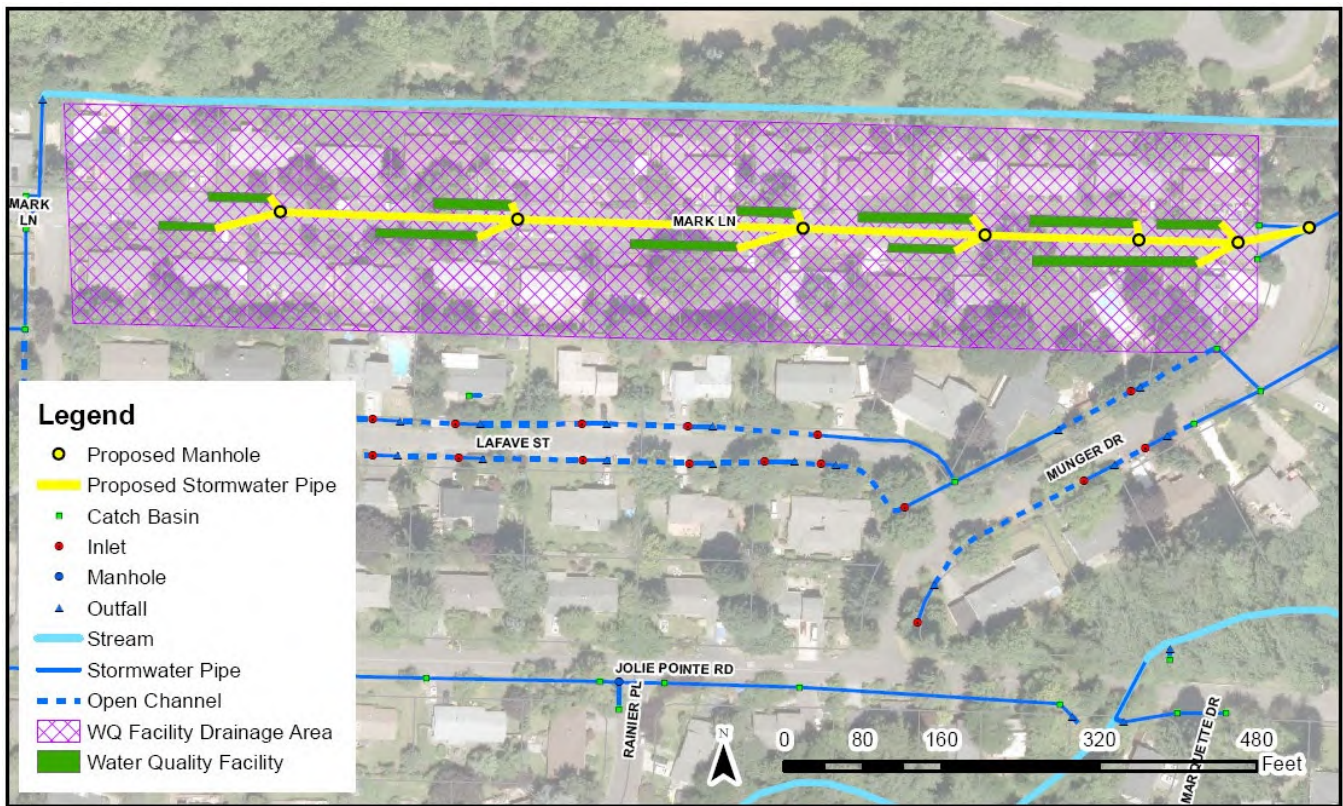 MARK
LN
MARK LN
LAFAVE ST
MUNGER DR
JOLIE POINTE RD
RAINIER PL
MARQUETTE DR
Legend
Proposed Manhole
Proposed Stormwater Pipe
Catch Basin
Inlet
Manhole
Outfall
Stream
Stormwater Pipe
Open Channel
WQ Facility Drainage Area
Water Quality Facility
N
0 80 160 320 480
Feet